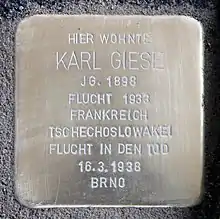 HIER WOHNTE
KARL GIESE
JG. 1898
FLUCHT 1933
FRANKREICH
TSCHECHOSLOWAKEI
FLUCHT IN DEN TOD
16.3.1938
BRNO